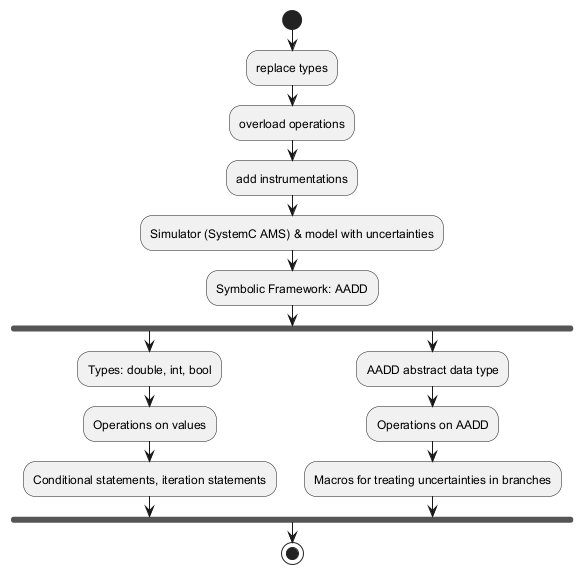 replace types
overload operations
add instrumentations
Simulator (SystemC AMS) & model with uncertainties
Symbolic Framework: AADD
Types: double, int, bool
Operations on values
Conditional statements, iteration statements
AADD abstract data type
Operations on AADD
Macros for treating uncertainties in branches